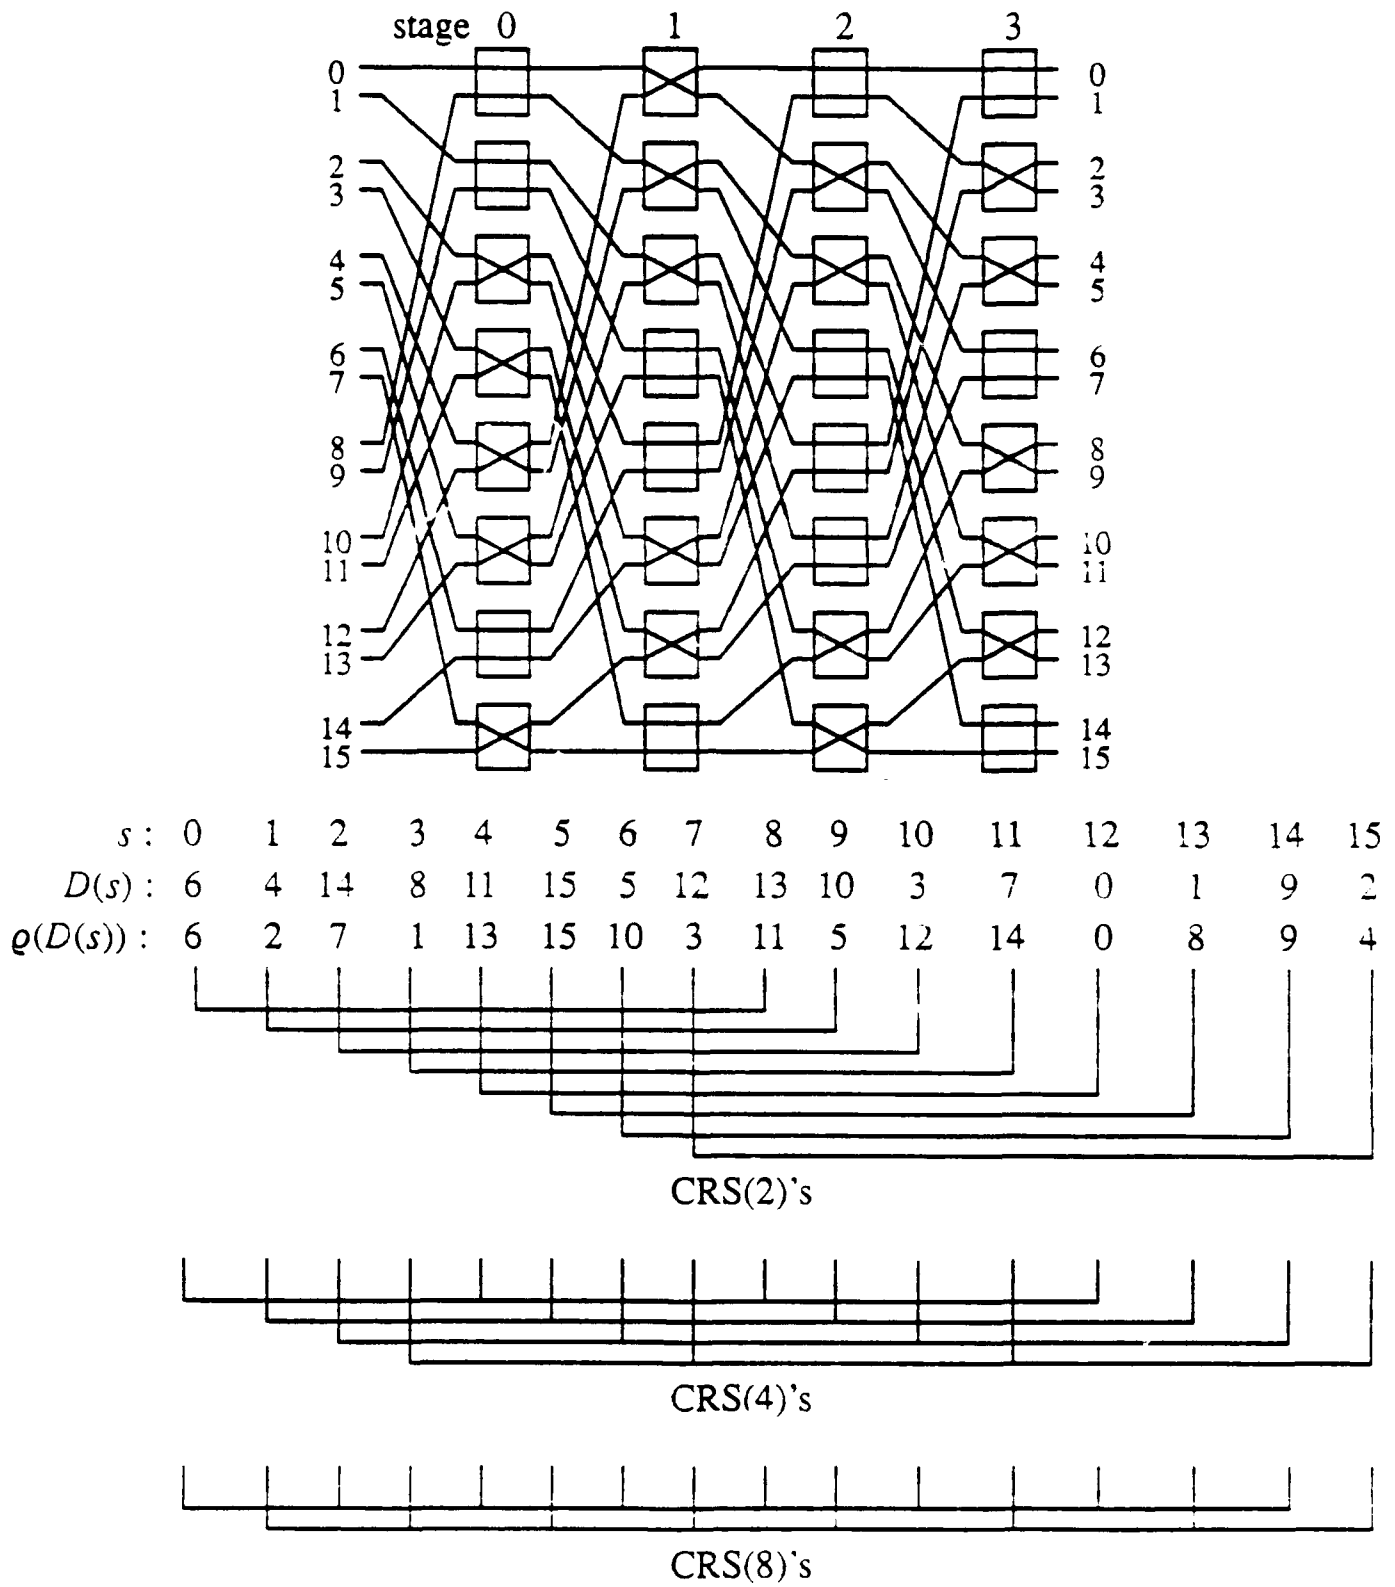 stage 0 1 2 3
0 0
1 1
2 2
3 3
4 4
5 5
6 6
7 7
8 8
9 9
10 10
11 11
12 12
13 13
14 14
15 15
s : 0 1 2 3 4 5 6 7 8 9 10 11 12 13 14 15
D(s) : 6 4 14 8 11 15 5 12 13 10 3 7 0 1 9 2
ϱ(D(s)) : 6 2 7 1 13 15 10 3 11 5 12 14 0 8 9 4
CRS(2)'s
CRS(4)'s
CRS(8)'s